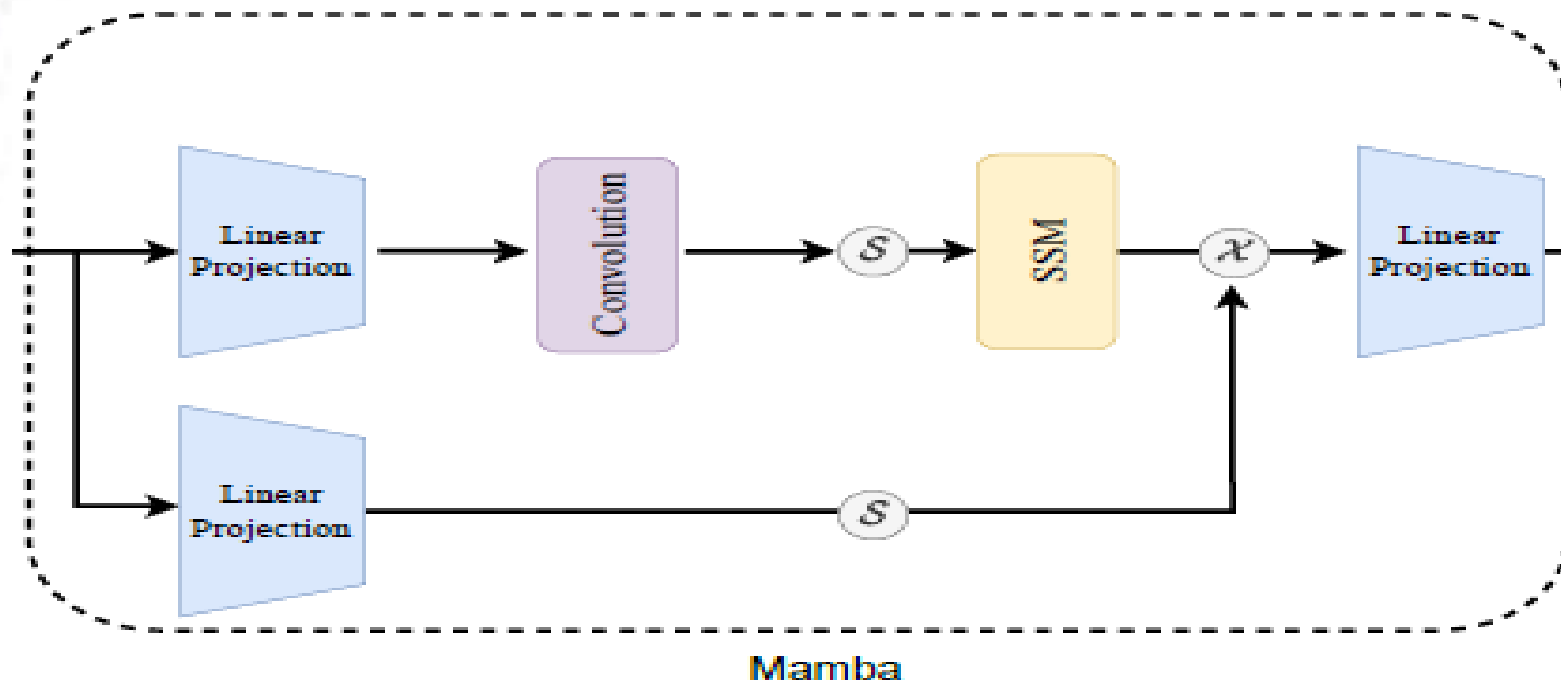 Linear
Projection
Convolution
S
SSM
x
Linear
Projection
Linear
Projection
S
Mamba